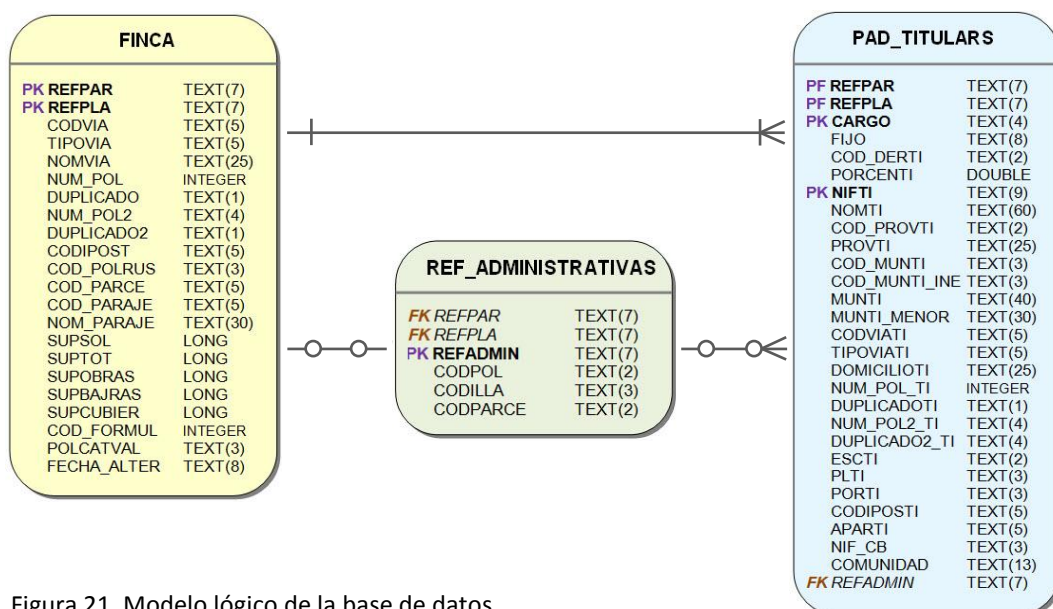 FINCA
PK REFPAR TEXT(7)
PK REFPLA TEXT(7)
CODVIA TEXT(5)
TIPOVIA TEXT(5)
NOMVIA TEXT(25)
NUM_POL INTEGER
DUPLICADO TEXT(1)
NUM_POL2 TEXT(4)
DUPLICADO2 TEXT(1)
CODIPOST TEXT(5)
COD_POLRUS TEXT(3)
COD_PARCE TEXT(5)
COD_PARAJE TEXT(5)
NOM_PARAJE TEXT(30)
SUPSOL LONG
SUPTOT LONG
SUPOBRAS LONG
SUPBAJRAS LONG
SUPCUBIER LONG
COD_FORMUL INTEGER
POLCATVAL TEXT(3)
FECHA_ALTER TEXT(8)
REF_ADMINISTRATIVAS
FK REFPAR TEXT(7)
FK REFPLA TEXT(7)
PK REFADMIN TEXT(7)
CODPOL TEXT(2)
CODILLA TEXT(3)
CODPARCE TEXT(2)
PAD_TITULARS
PF REFPAR TEXT(7)
PF REFPLA TEXT(7)
PK CARGO TEXT(4)
FIJO TEXT(8)
COD_DERTI TEXT(2)
PORCENTI DOUBLE
PK NIFTI TEXT(9)
NOMTI TEXT(60)
COD_PROVTI TEXT(2)
PROVTI TEXT(25)
COD_MUNTI TEXT(3)
COD_MUNTI_INE TEXT(3)
MUNTI TEXT(40)
MUNTI_MENOR TEXT(30)
CODVIATI TEXT(5)
TIPOVIATI TEXT(5)
DOMICILIOTI TEXT(25)
NUM_POL_TI INTEGER
DUPLICADOTI TEXT(1)
NUM_POL2_TI TEXT(4)
DUPLICADO2_TI TEXT(4)
ESCTI TEXT(2)
PLTI TEXT(3)
PORTI TEXT(3)
CODIPOSTI TEXT(5)
APARTI TEXT(5)
NIF_CB TEXT(3)
COMUNIDAD TEXT(13)
FK REFADMIN TEXT(7)
Figura 21. Modelo lógico de la base de datos